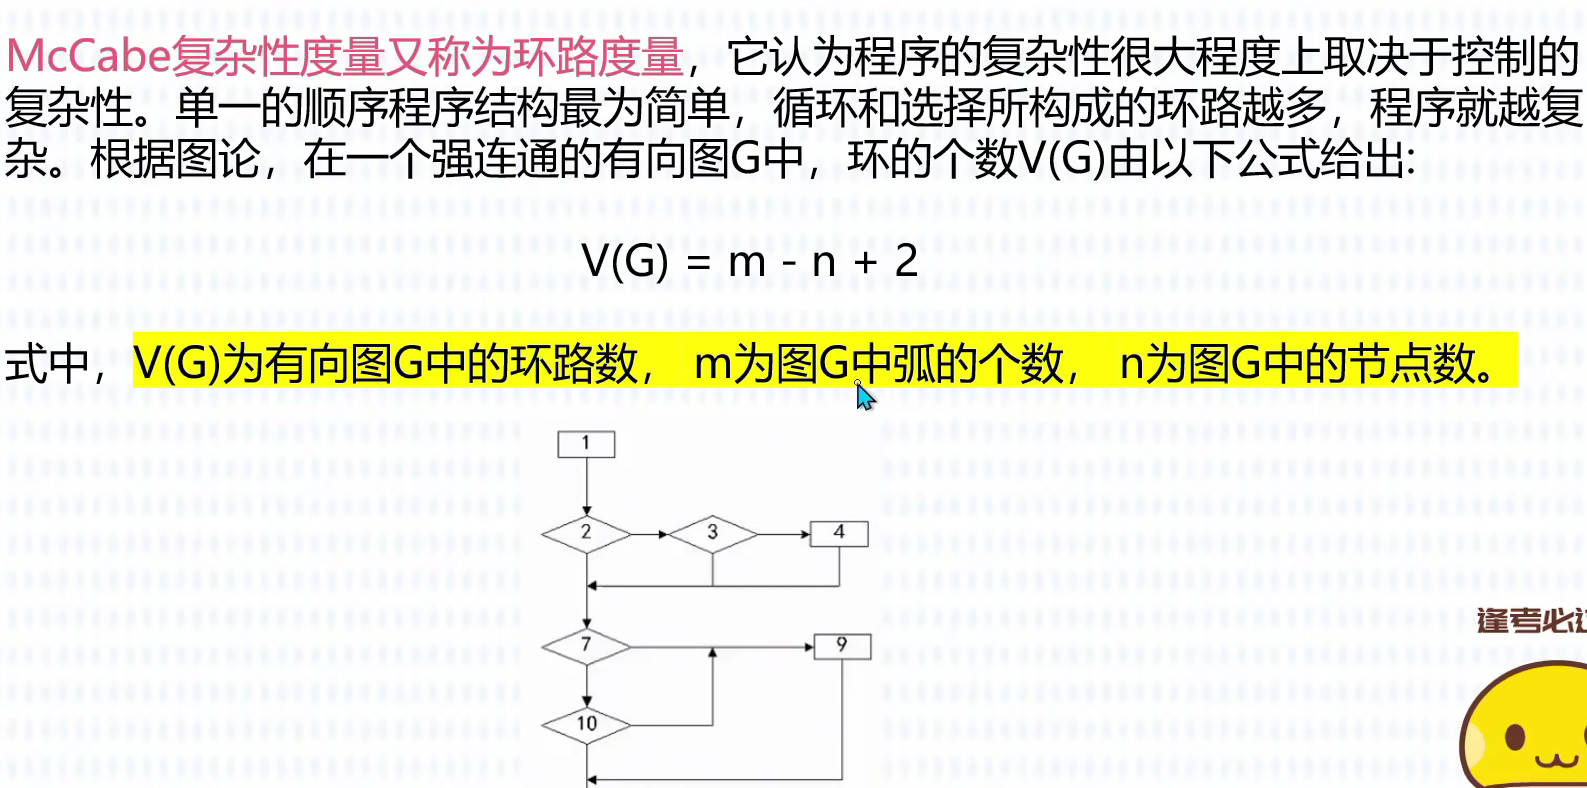 McCabe复杂性度量又称为环路度量，它认为程序的复杂性很大程度上取决于控制的
复杂性。单一的顺序程序结构最为简单，循环和选择所构成的环路越多，程序就越复
杂。根据图论，在一个强连通的有向图G中，环的个数V(G)由以下公式给出:
V(G) = m - n + 2
式中，V(G)为有向图G中的环路数， m为图G中弧的个数， n为图G中的节点数。
1
2
3
4
7
9
10
逢考必过